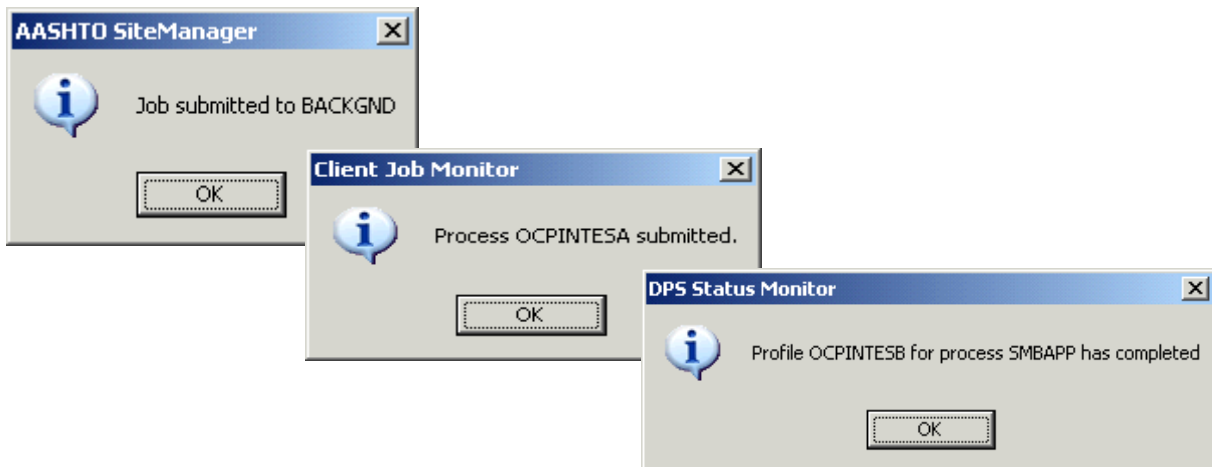 AASHTO SiteManager
Job submitted to BACKGND
OK
Client Job Monitor
Process OCPINTESA submitted.
OK
DPS Status Monitor
Profile OCPINTESB for process SMBAPP has completed
OK